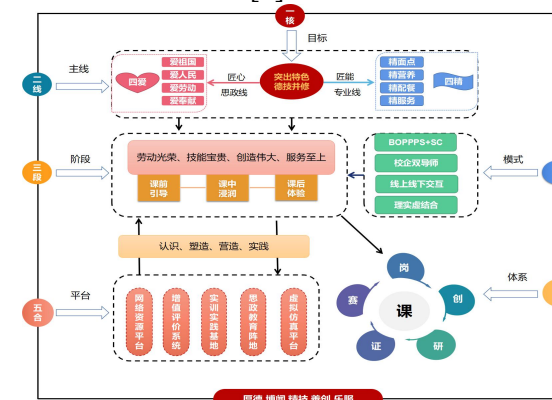 一
核
目标
主线
二
线
四爱
爱祖国
爱人民
爱劳动
爱奉献
匠心
思政线
突出特色
德技并修
匠能
专业线
精面点
精营养
精配餐
精服务
四精
阶段
三
段
劳动光荣、技能宝贵、创造伟大、服务至上
课前
引导
课中
浸润
课后
体验
BOPPPS+SC
校企双导师
线上线下交互
理实虚结合
模式
认识、塑造、营造、实践
平台
五
合
网络资源平台
增值评价系统
实训实践基地
思政教育阵地
虚拟仿真平台
岗
创
研
证
赛
课
体系